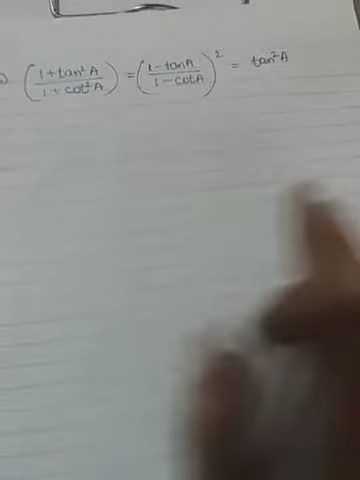 (1+tan²A / 1+cot²A) = (1-tanA / 1-cotA)² = tan²A